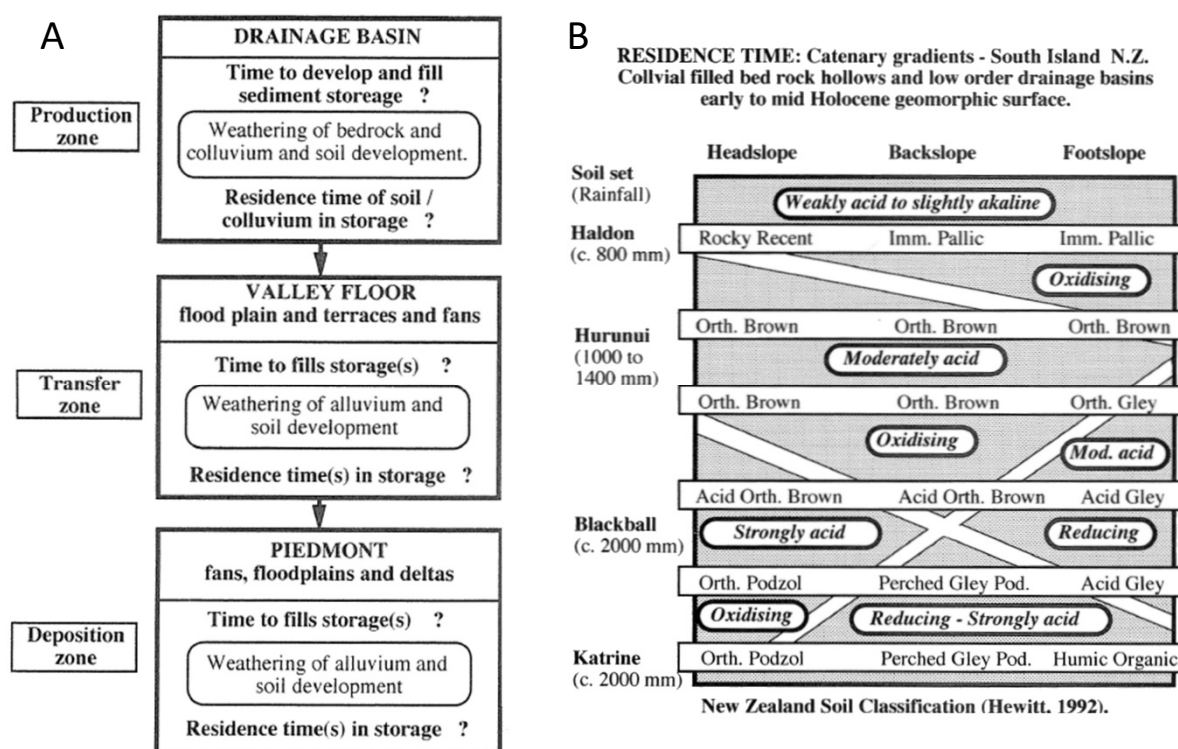 A
DRAINAGE BASIN
Time to develop and fill
sediment storeage ?
Production
zone
Weathering of bedrock and
colluvium and soil development.
Residence time of soil /
colluvium in storage ?
VALLEY FLOOR
flood plain and terraces and fans
Time to fills storage(s) ?
Transfer
zone
Weathering of alluvium and
soil development
Residence time(s) in storage ?
PIEDMONT
fans, floodplains and deltas
Time to fills storage(s) ?
Deposition
zone
Weathering of alluvium and
soil development
Residence time(s) in storage ?
B
RESIDENCE TIME: Catenary gradients - South Island N.Z.
Collvial filled bed rock hollows and low order drainage basins
early to mid Holocene geomorphic surface.
Headslope Backslope Footslope
Soil set
(Rainfall)
Weakly acid to slightly akaline
Haldon
(c. 800 mm)
Rocky Recent Imm. Pallic Imm. Pallic
Oxidising
Hurunui
(1000 to
1400 mm)
Orth. Brown Orth. Brown Orth. Brown
Moderately acid
Orth. Brown Orth. Brown Orth. Gley
Oxidising
Mod. acid
Acid Orth. Brown Acid Orth. Brown Acid Gley
Blackball
(c. 2000 mm)
Strongly acid Reducing
Orth. Podzol Perched Gley Pod. Acid Gley
Oxidising Reducing - Strongly acid
Katrine
(c. 2000 mm)
Orth. Podzol Perched Gley Pod. Humic Organic
New Zealand Soil Classification (Hewitt, 1992).